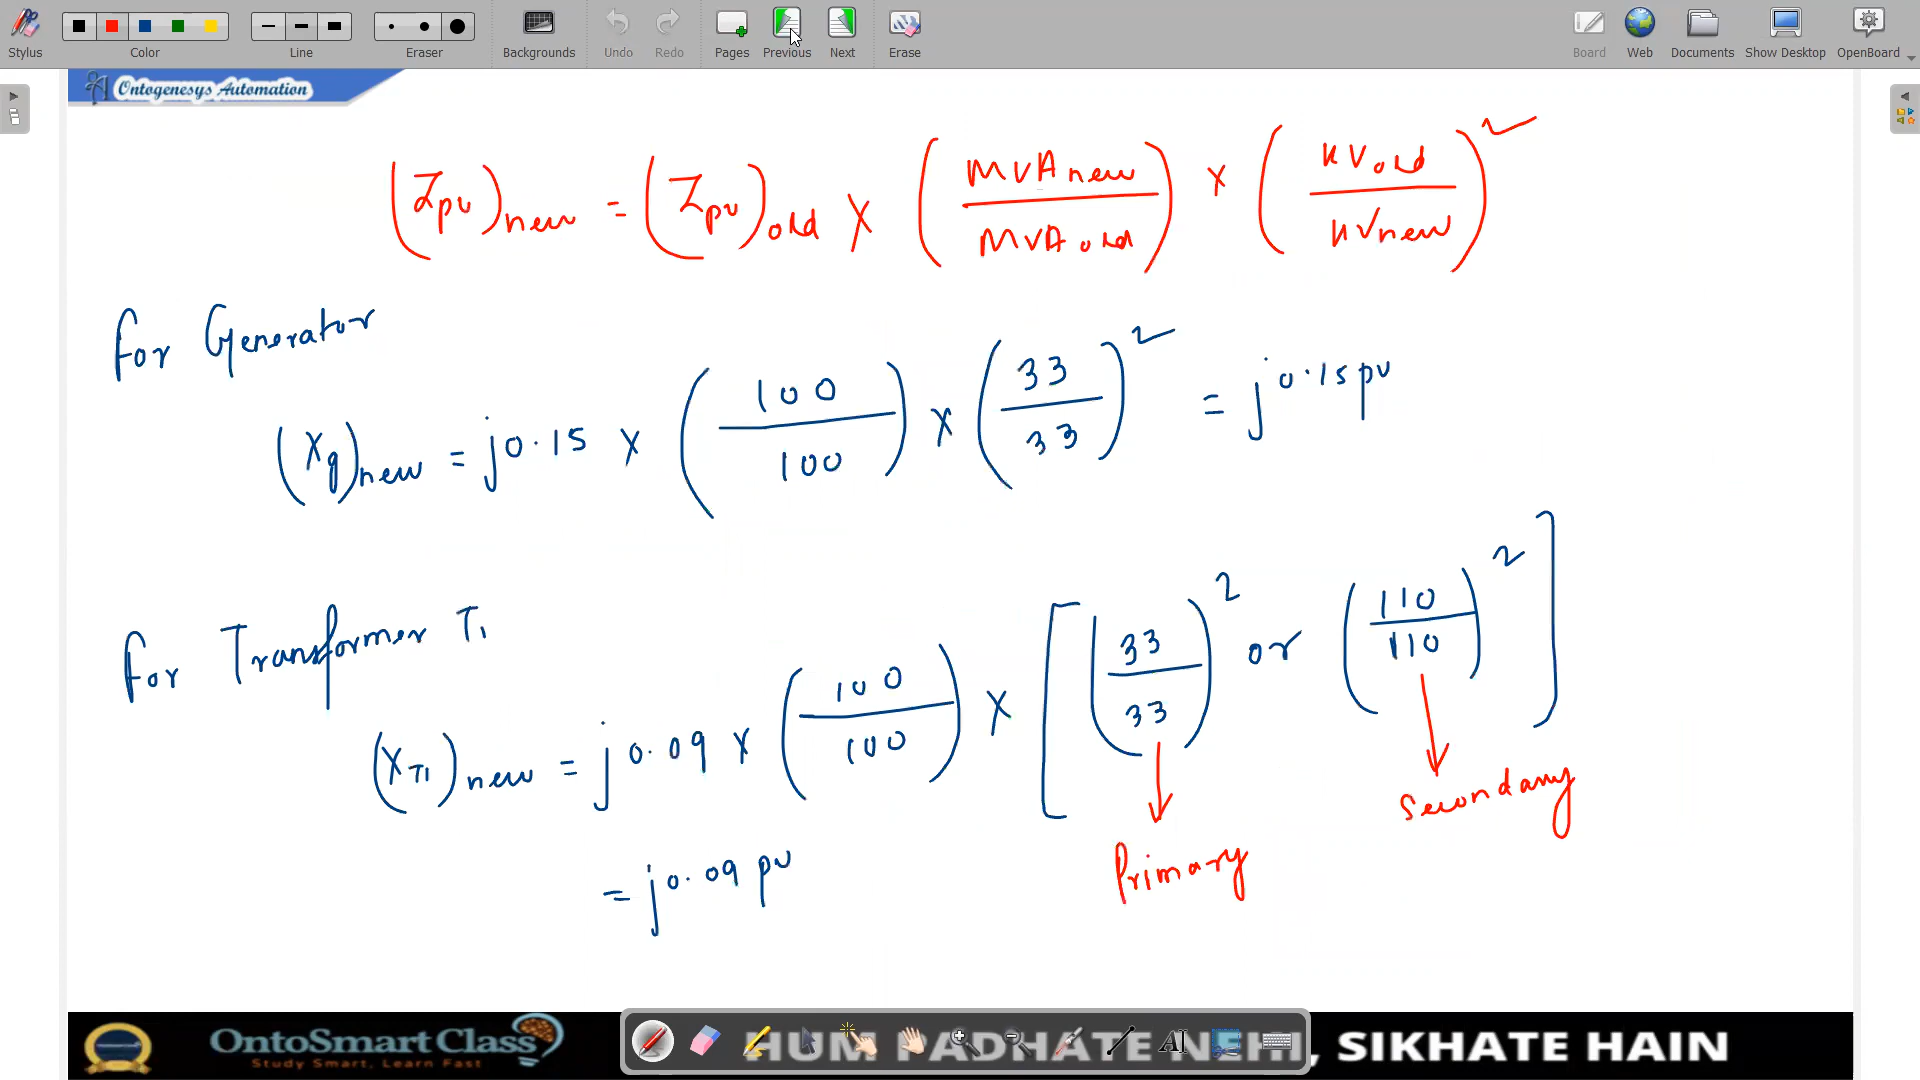 Stylus Color Line Eraser Backgrounds Undo Redo Pages Previous Next Erase Board Web Documents Show Desktop OpenBoard
Ontogenesys Automation
(Zpu)new = (Zpu)old × (MVA new / MVA old) × (KV old / KV new)²
For Generator
(Xg)new = j0.15 × (100 / 100) × (33 / 33)² = j0.15 pu
For Transformer T1
(XT1)new = j0.09 × (100 / 100) × [(33 / 33)² or (110 / 110)²]
Primary
Secondary
= j0.09 pu
OntoSmart Class
Study Smart, Learn Fast
HUM PADHATE NEHI, SIKHATE HAIN